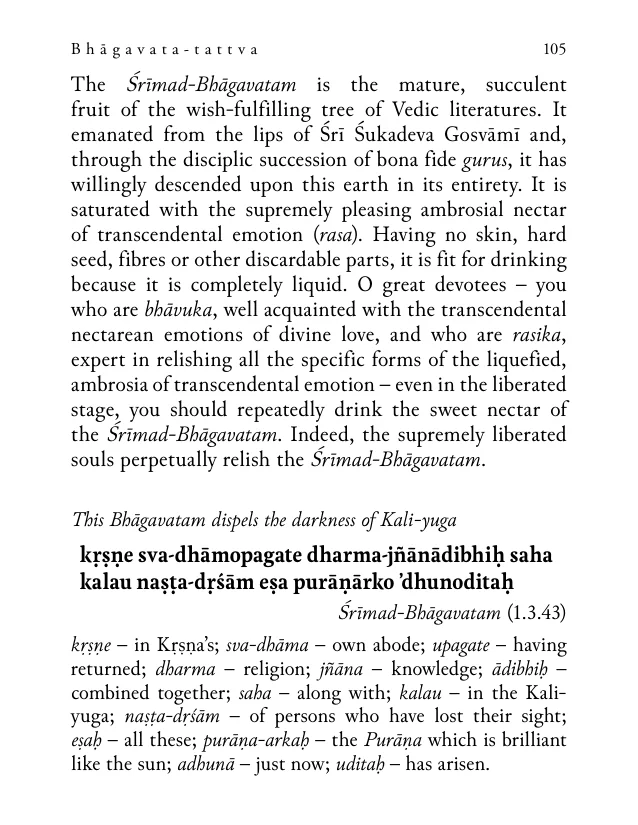 Bhāgavata-tattva 105
The Śrīmad-Bhāgavatam is the mature, succulent
fruit of the wish-fulfilling tree of Vedic literatures. It
emanated from the lips of Śrī Śukadeva Gosvāmī and,
through the disciplic succession of bona fide gurus, it has
willingly descended upon this earth in its entirety. It is
saturated with the supremely pleasing ambrosial nectar
of transcendental emotion (rasa). Having no skin, hard
seed, fibres or other discardable parts, it is fit for drinking
because it is completely liquid. O great devotees – you
who are bhāvuka, well acquainted with the transcendental
nectarean emotions of divine love, and who are rasika,
expert in relishing all the specific forms of the liquefied,
ambrosia of transcendental emotion – even in the liberated
stage, you should repeatedly drink the sweet nectar of
the Śrīmad-Bhāgavatam. Indeed, the supremely liberated
souls perpetually relish the Śrīmad-Bhāgavatam.
This Bhāgavatam dispels the darkness of Kali-yuga
kṛṣṇe sva-dhāmopagate dharma-jñānādibhiḥ saha
kalau naṣṭa-dṛśām eṣa purāṇārko ’dhunoditaḥ
Śrīmad-Bhāgavatam (1.3.43)
kṛṣṇe – in Kṛṣṇa’s; sva-dhāma – own abode; upagate – having
returned; dharma – religion; jñāna – knowledge; ādibhiḥ –
combined together; saha – along with; kalau – in the Kali-
yuga; naṣṭa-dṛśām – of persons who have lost their sight;
eṣaḥ – all these; purāṇa-arkaḥ – the Purāṇa which is brilliant
like the sun; adhunā – just now; uditaḥ – has arisen.